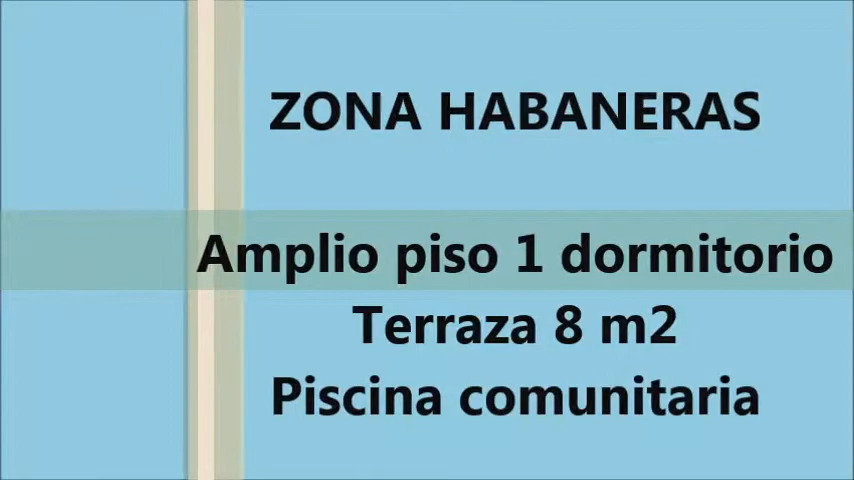 ZONA HABANERAS
Amplio piso 1 dormitorio
Terraza 8 m2
Piscina comunitaria